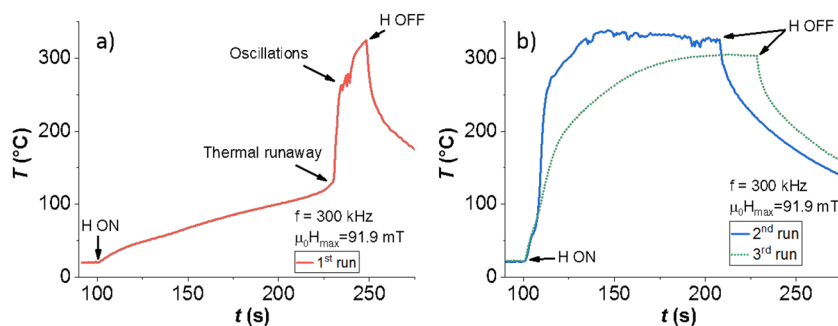 a)
H OFF
Oscillations
Thermal runaway
H ON
f = 300 kHz
μ₀Hₘₐₓ=91.9 mT
1ˢᵗ run
T (°C)
300
200
100
0
100
150
200
250
t (s)
b)
H OFF
H ON
f = 300 kHz
μ₀Hₘₐₓ=91.9 mT
2ⁿᵈ run
3ʳᵈ run
T (°C)
300
200
100
0
100
150
200
250
t (s)